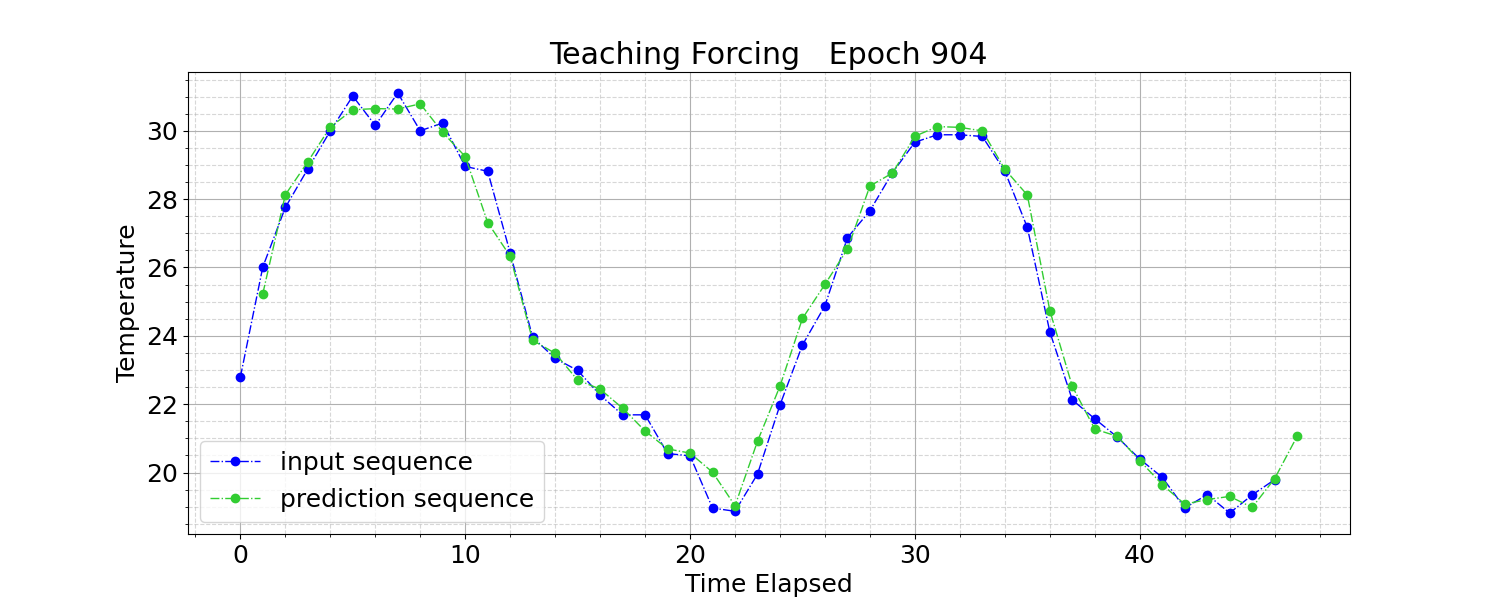 Teaching Forcing   Epoch 904
Temperature
30
28
26
24
22
20
input sequence
prediction sequence
0 10 20 30 40
Time Elapsed